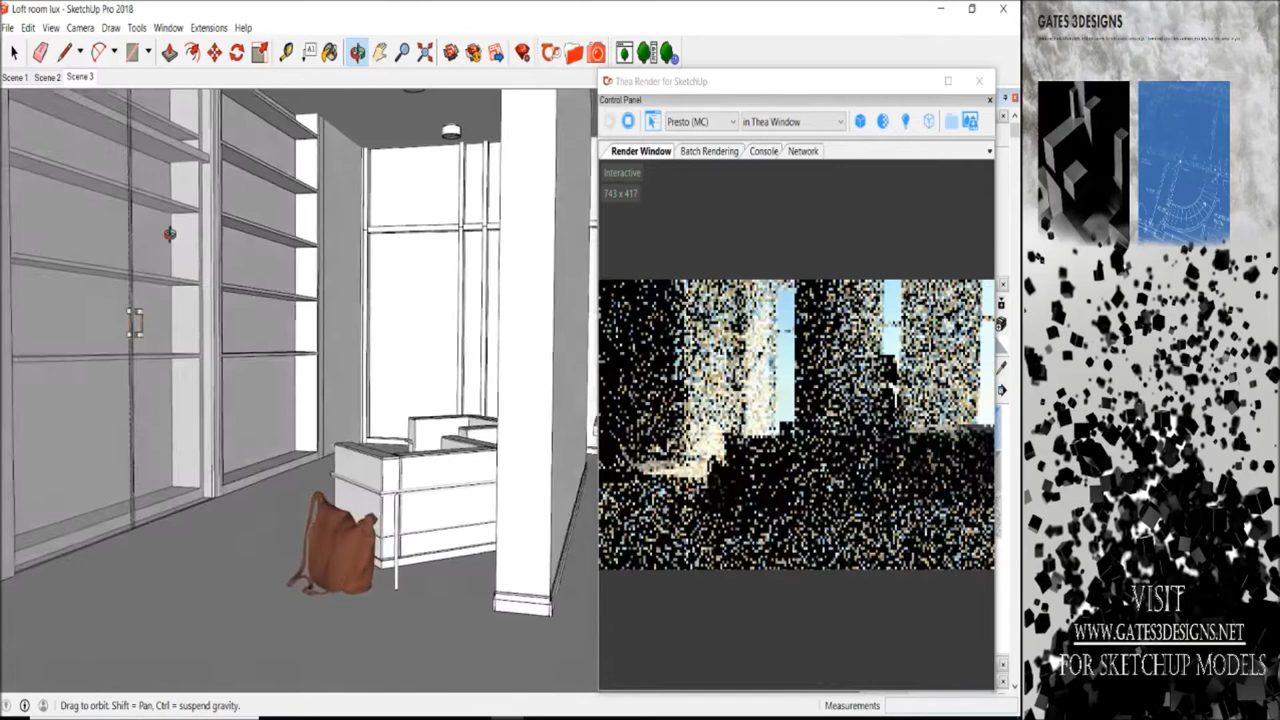 Loft room lux - SketchUp Pro 2018
File Edit View Camera Draw Tools Window Extensions Help
Scene 1 Scene 2 Scene 3
Thea Render for SketchUp
Control Panel
Presto (MC) in Thea Window
Render Window Batch Rendering Console Network
Interactive
743 x 417
Drag to orbit. Shift = Pan, Ctrl = suspend gravity.
Measurements
GATES 3DESIGNS
VISIT
WWW.GATES3DESIGNS.NET
FOR SKETCHUP MODELS